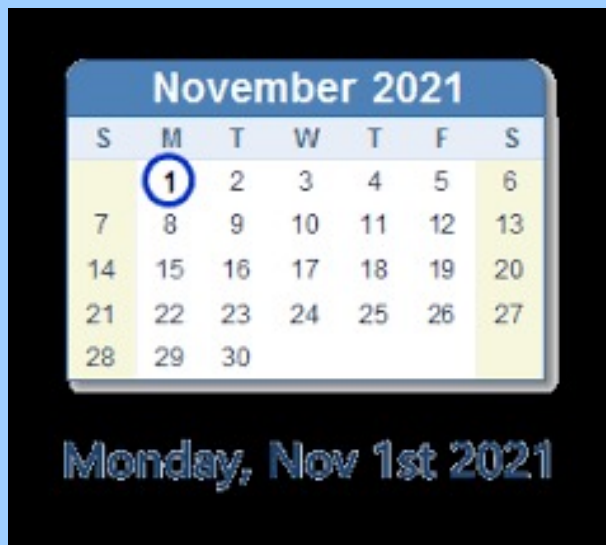 November 2021
S M T W T F S
1 2 3 4 5 6
7 8 9 10 11 12 13
14 15 16 17 18 19 20
21 22 23 24 25 26 27
28 29 30
Monday, Nov 1st 2021